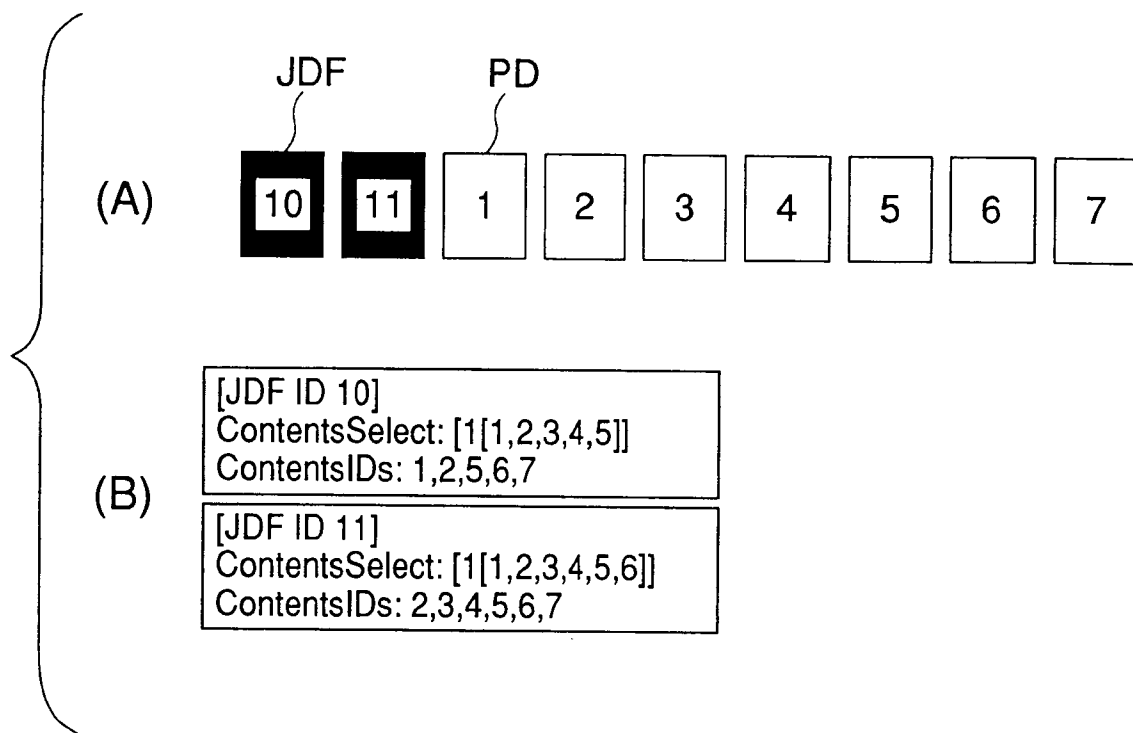 JDF PD
(A) 10 11 1 2 3 4 5 6 7
(B)
[JDF ID 10]
ContentsSelect: [1[1,2,3,4,5]]
ContentsIDs: 1,2,5,6,7
[JDF ID 11]
ContentsSelect: [1[1,2,3,4,5,6]]
ContentsIDs: 2,3,4,5,6,7